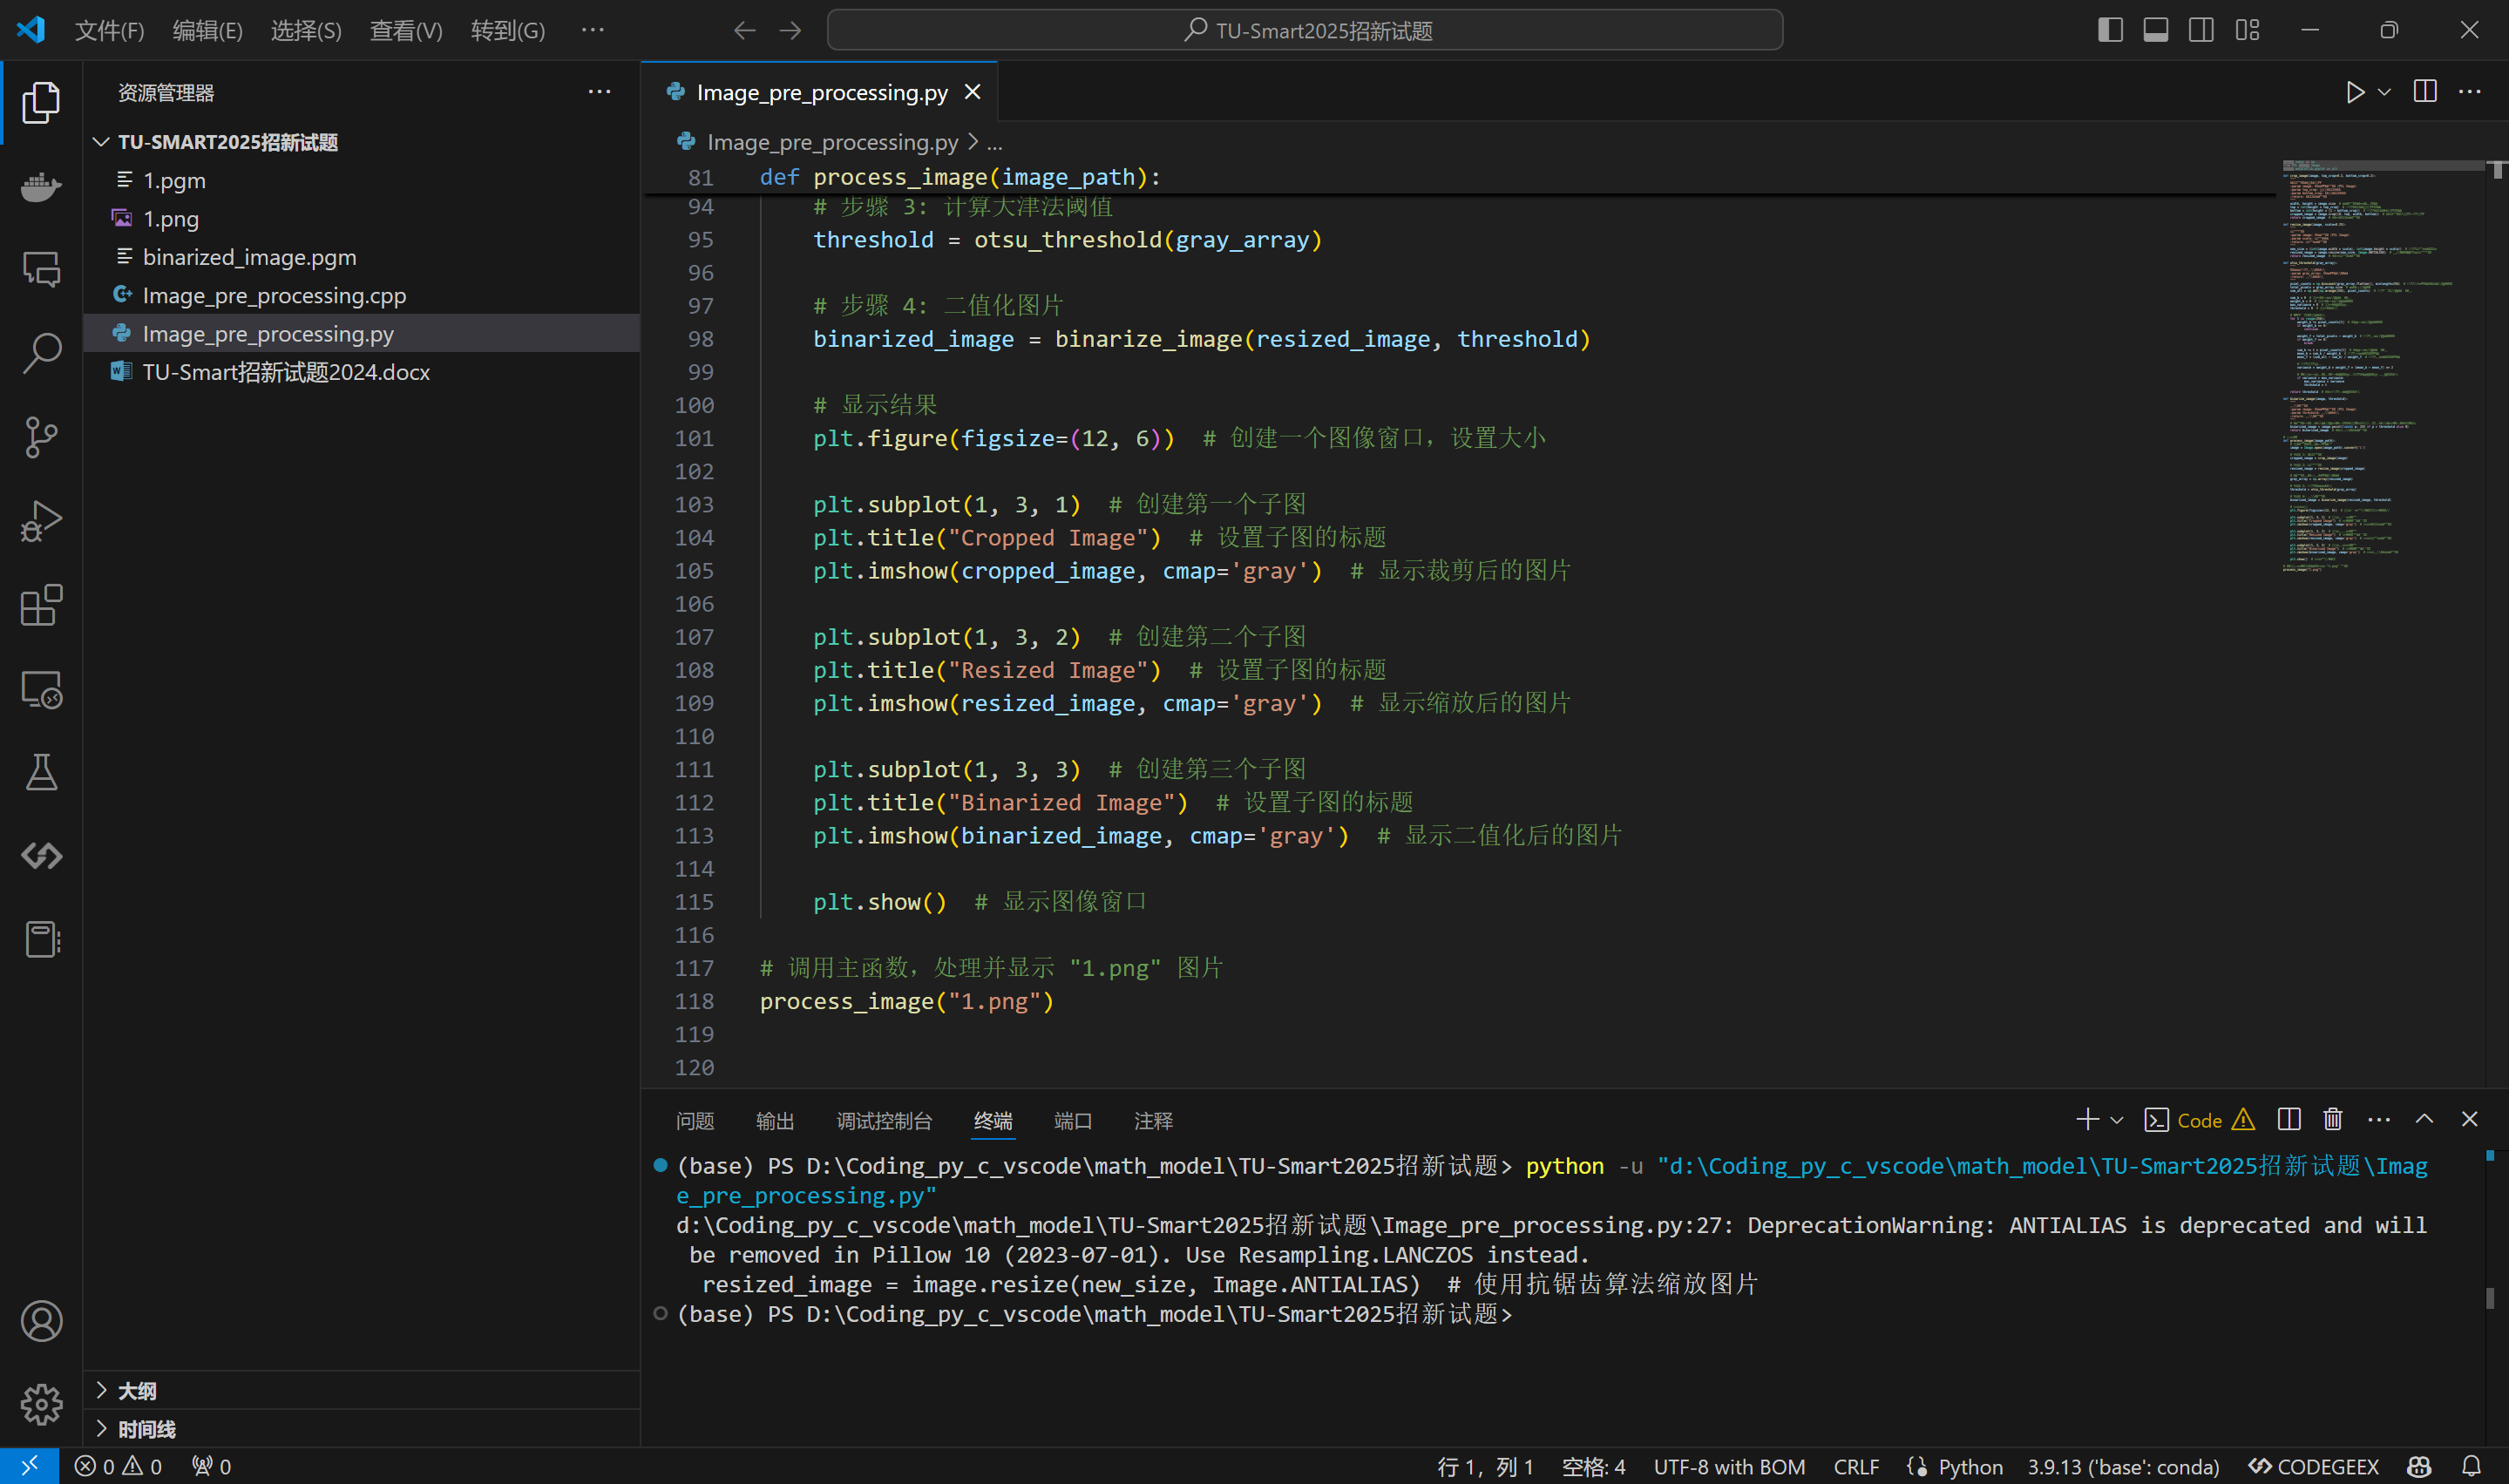 文件(F) 编辑(E) 选择(S) 查看(V) 转到(G) ··· TU-Smart2025招新试题
资源管理器 ···
TU-SMART2025招新试题
1.pgm
1.png
binarized_image.pgm
Image_pre_processing.cpp
Image_pre_processing.py
TU-Smart招新试题2024.docx
大纲
时间线
Image_pre_processing.py
Image_pre_processing.py > ...
81 def process_image(image_path):
94 # 步骤 3: 计算大津法阈值
95 threshold = otsu_threshold(gray_array)
96
97 # 步骤 4: 二值化图片
98 binarized_image = binarize_image(resized_image, threshold)
99
100 # 显示结果
101 plt.figure(figsize=(12, 6)) # 创建一个图像窗口，设置大小
102
103 plt.subplot(1, 3, 1) # 创建第一个子图
104 plt.title("Cropped Image") # 设置子图的标题
105 plt.imshow(cropped_image, cmap='gray') # 显示裁剪后的图片
106
107 plt.subplot(1, 3, 2) # 创建第二个子图
108 plt.title("Resized Image") # 设置子图的标题
109 plt.imshow(resized_image, cmap='gray') # 显示缩放后的图片
110
111 plt.subplot(1, 3, 3) # 创建第三个子图
112 plt.title("Binarized Image") # 设置子图的标题
113 plt.imshow(binarized_image, cmap='gray') # 显示二值化后的图片
114
115 plt.show() # 显示图像窗口
116
117 # 调用主函数，处理并显示 "1.png" 图片
118 process_image("1.png")
119
120
问题 输出 调试控制台 终端 端口 注释 Code
(base) PS D:\Coding_py_c_vscode\math_model\TU-Smart2025招新试题> python -u "d:\Coding_py_c_vscode\math_model\TU-Smart2025招新试题\Imag
e_pre_processing.py"
d:\Coding_py_c_vscode\math_model\TU-Smart2025招新试题\Image_pre_processing.py:27: DeprecationWarning: ANTIALIAS is deprecated and will
be removed in Pillow 10 (2023-07-01). Use Resampling.LANCZOS instead.
resized_image = image.resize(new_size, Image.ANTIALIAS) # 使用抗锯齿算法缩放图片
(base) PS D:\Coding_py_c_vscode\math_model\TU-Smart2025招新试题>
0 0 0 行 1，列 1 空格: 4 UTF-8 with BOM CRLF Python 3.9.13 ('base': conda) CODEGEEX